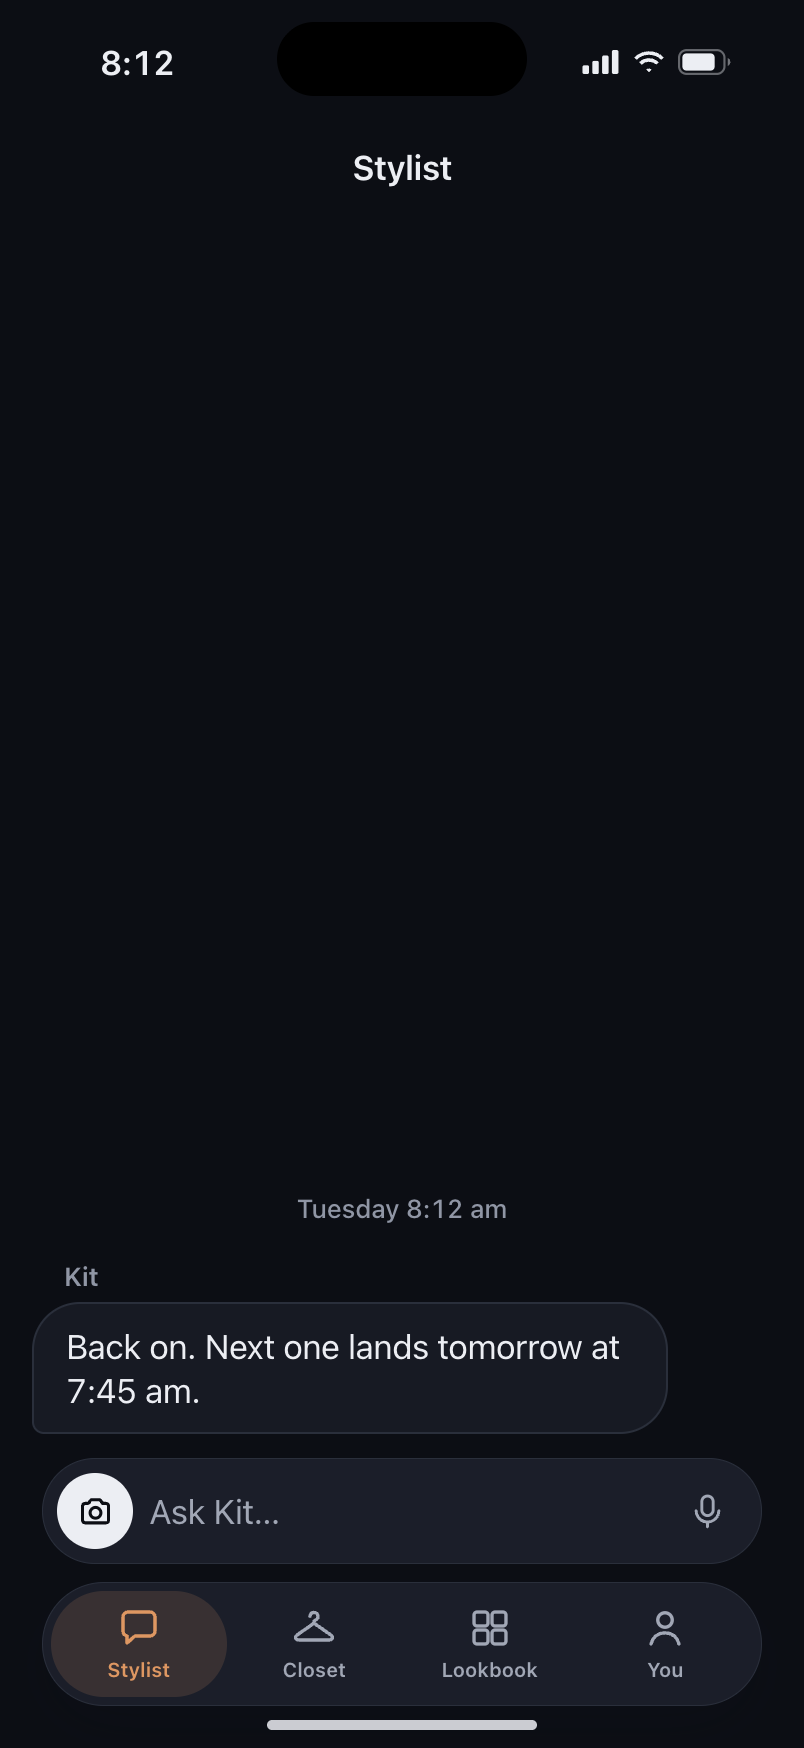 8:12
Stylist
Tuesday 8:12 am
Kit
Back on. Next one lands tomorrow at
7:45 am.
Ask Kit...
Stylist
Closet
Lookbook
You